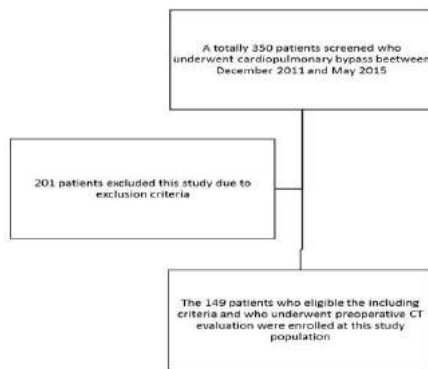 A totally 350 patients screened who
underwent cardiopulmonary bypass beetween
December 2011 and May 2015
201 patients excluded this study due to
exclusion criteria
The 149 patients who eligible the including
criteria and who underwent preoperative CT
evaluation were enrolled at this study
population